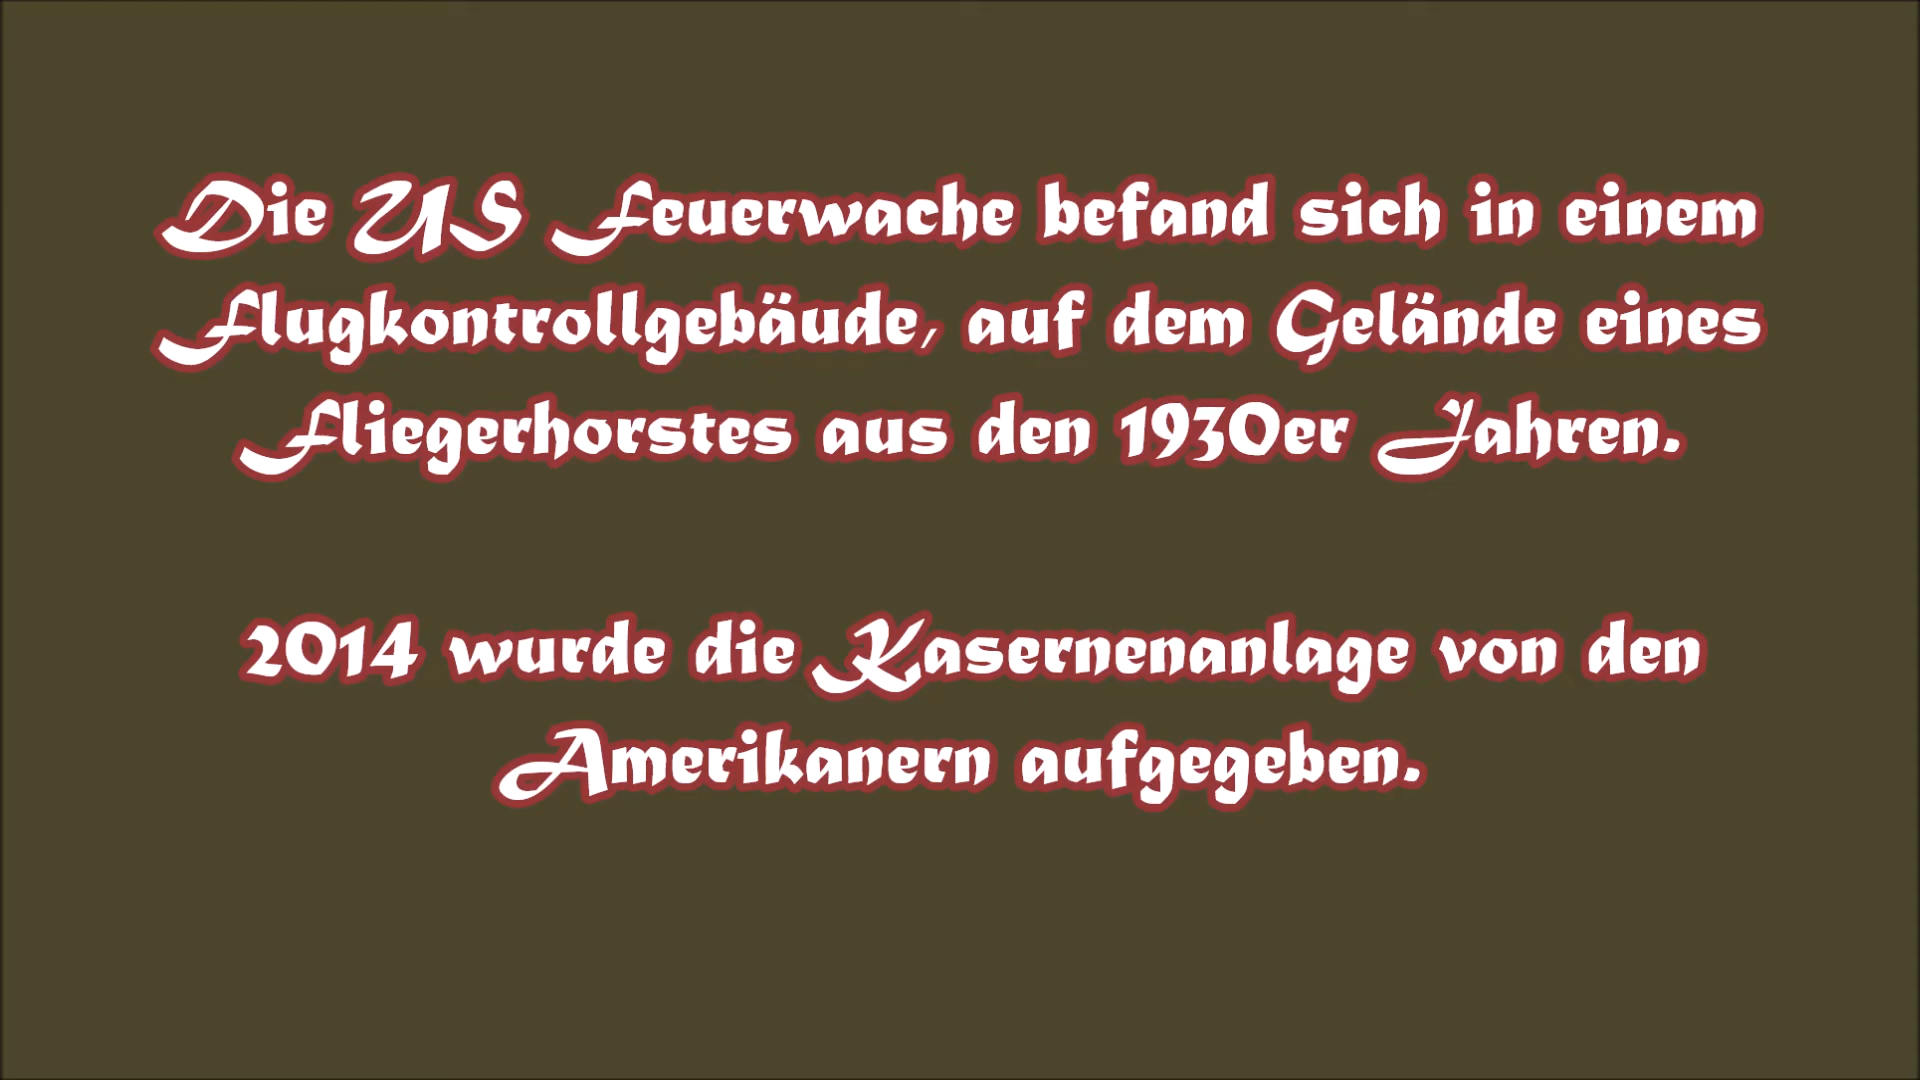 Die US Feuerwache befand sich in einem
Flugkontrollgebäude, auf dem Gelände eines
Fliegerhorstes aus den 1930er Jahren.
2014 wurde die Kasernenanlage von den
Amerikanern aufgegeben.